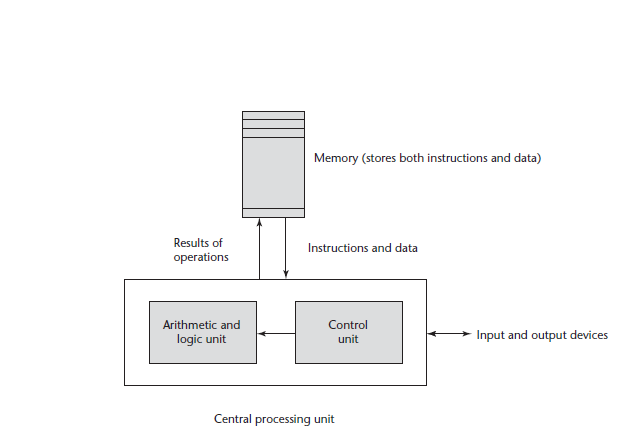 Memory (stores both instructions and data)
Results of
operations
Instructions and data
Arithmetic and
logic unit
Control
unit
Input and output devices
Central processing unit